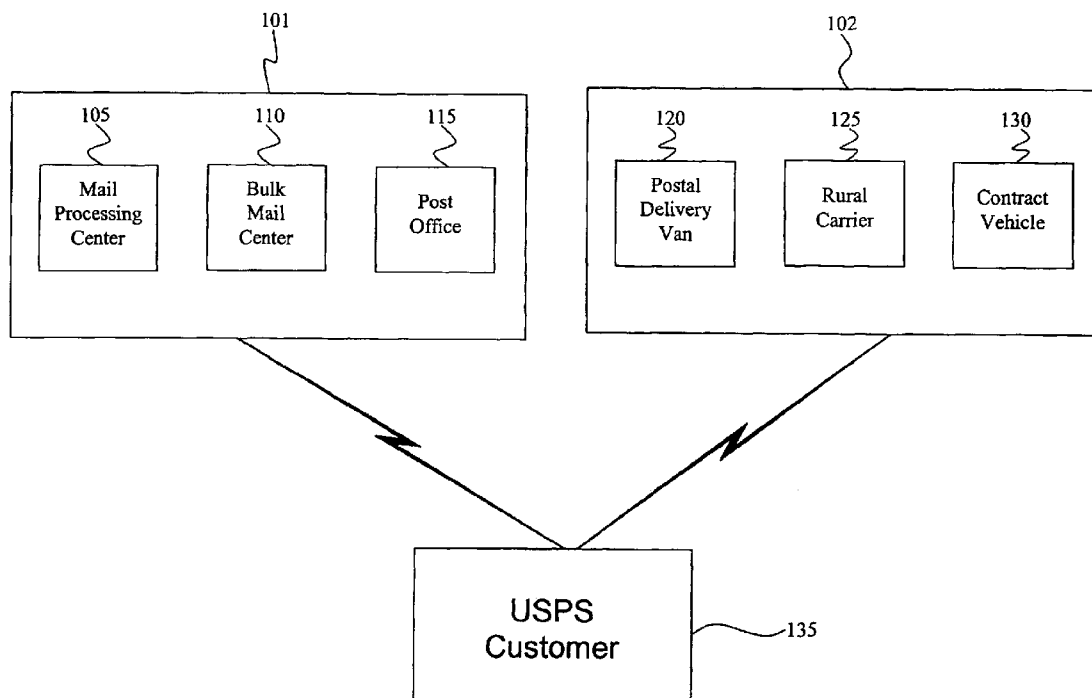 101
102
105
110
115
120
125
130
Mail
Processing
Center
Bulk
Mail
Center
Post
Office
Postal
Delivery
Van
Rural
Carrier
Contract
Vehicle
USPS
Customer
135